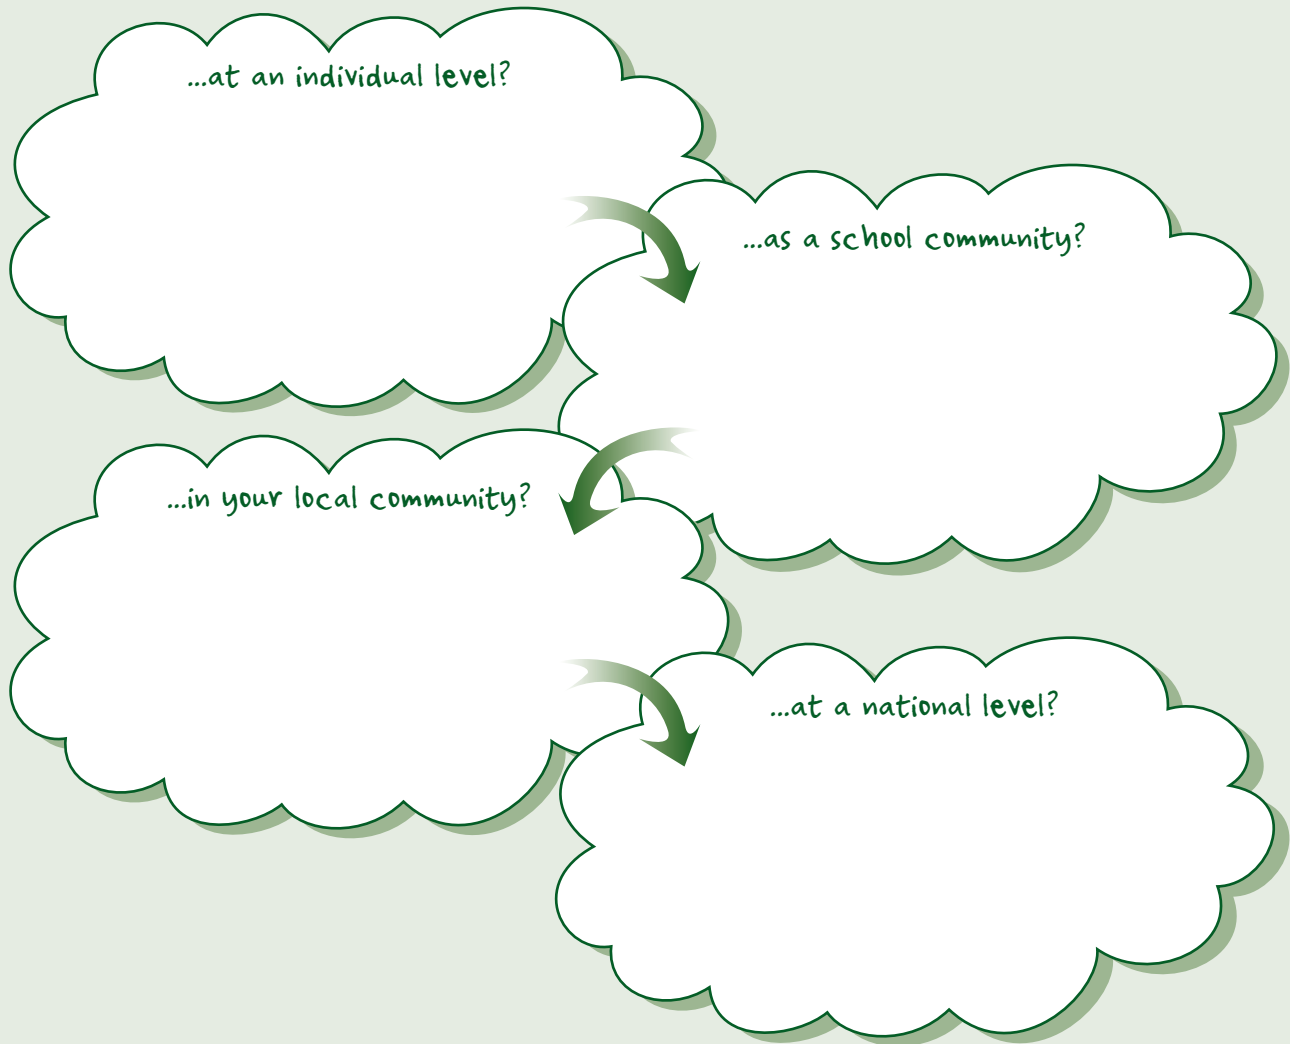 ...at an individual level?
...as a school community?
...in your local community?
...at a national level?